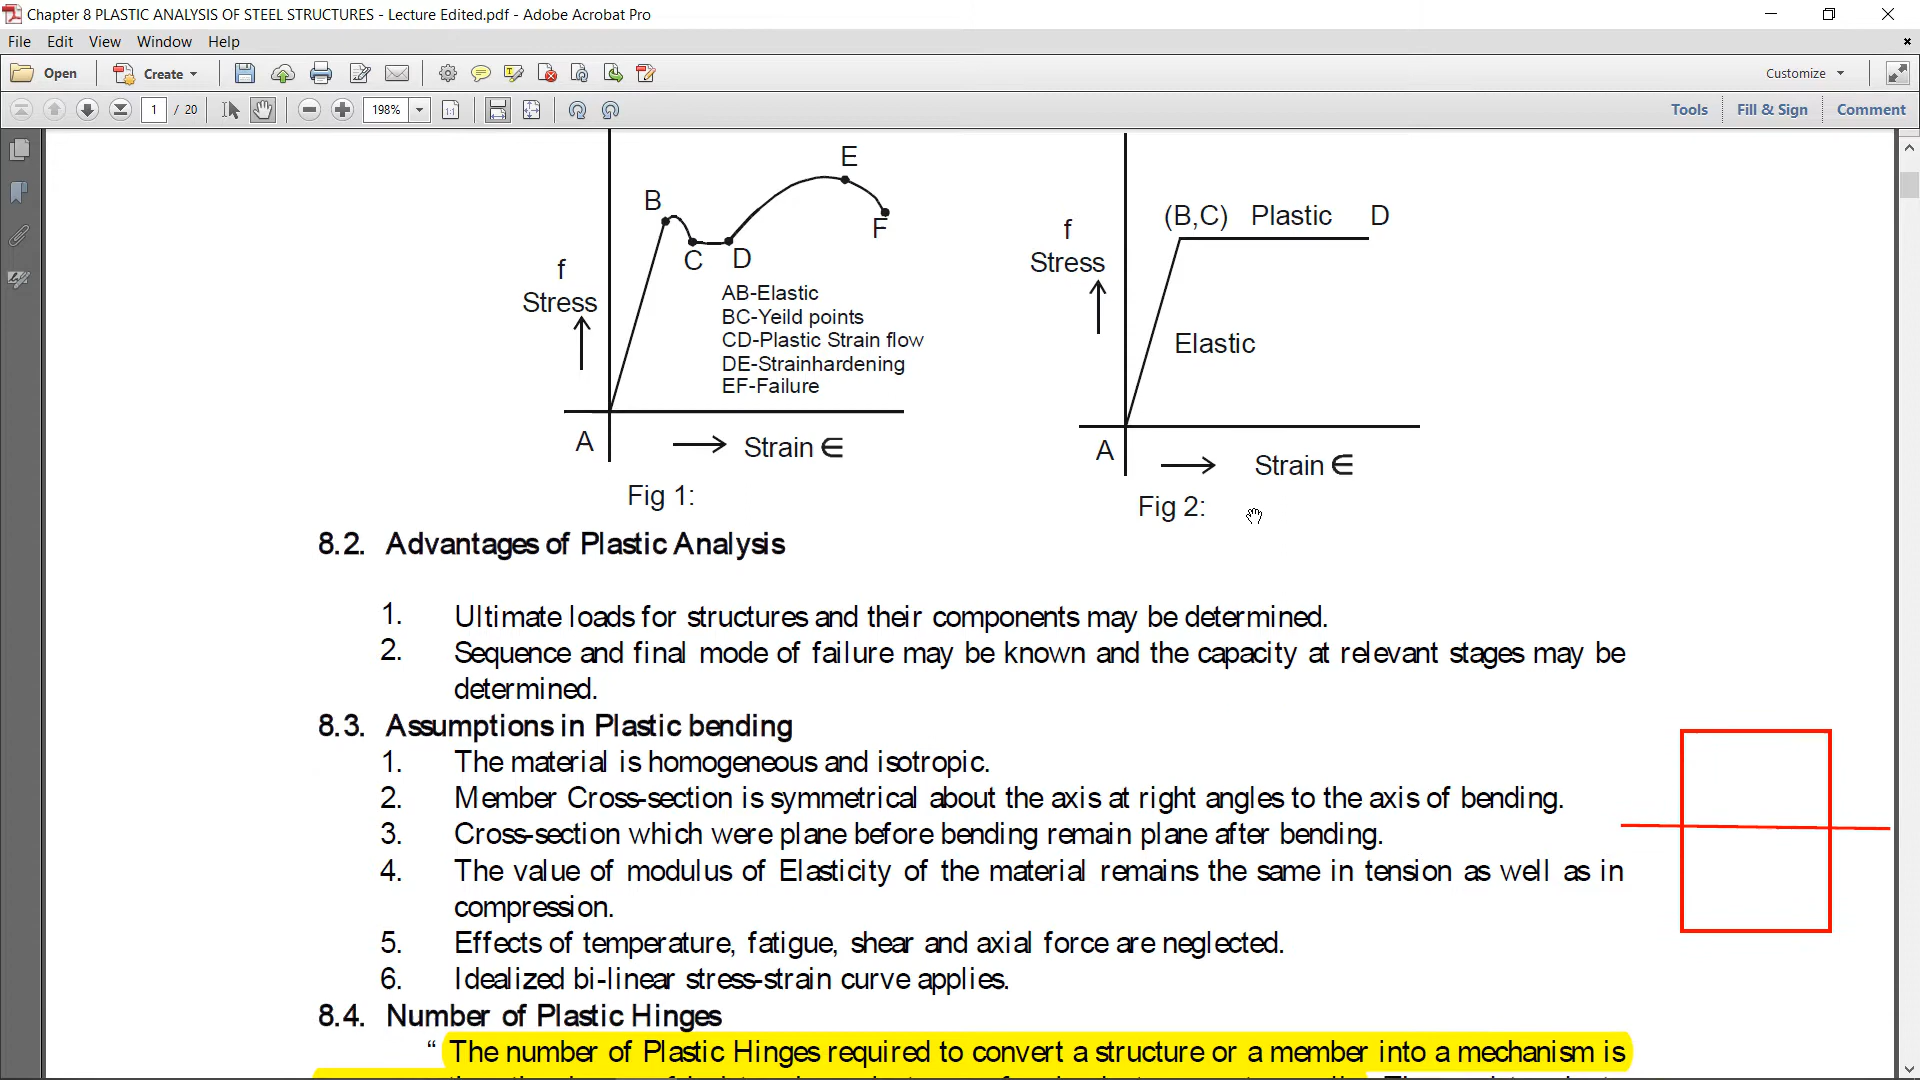 Chapter 8 PLASTIC ANALYSIS OF STEEL STRUCTURES - Lecture Edited.pdf - Adobe Acrobat Pro
File Edit View Window Help
Open Create Customize
1 / 20 198% Tools Fill & Sign Comment
E
B
F
C D
f
Stress
AB-Elastic
BC-Yeild points
CD-Plastic Strain flow
DE-Strainhardening
EF-Failure
A
Strain ∈
Fig 1:
(B,C) Plastic D
f
Stress
Elastic
A
Strain ∈
Fig 2:
8.2. Advantages of Plastic Analysis
1. Ultimate loads for structures and their components may be determined.
2. Sequence and final mode of failure may be known and the capacity at relevant stages may be
determined.
8.3. Assumptions in Plastic bending
1. The material is homogeneous and isotropic.
2. Member Cross-section is symmetrical about the axis at right angles to the axis of bending.
3. Cross-section which were plane before bending remain plane after bending.
4. The value of modulus of Elasticity of the material remains the same in tension as well as in
compression.
5. Effects of temperature, fatigue, shear and axial force are neglected.
6. Idealized bi-linear stress-strain curve applies.
8.4. Number of Plastic Hinges
“ The number of Plastic Hinges required to convert a structure or a member into a mechanism is